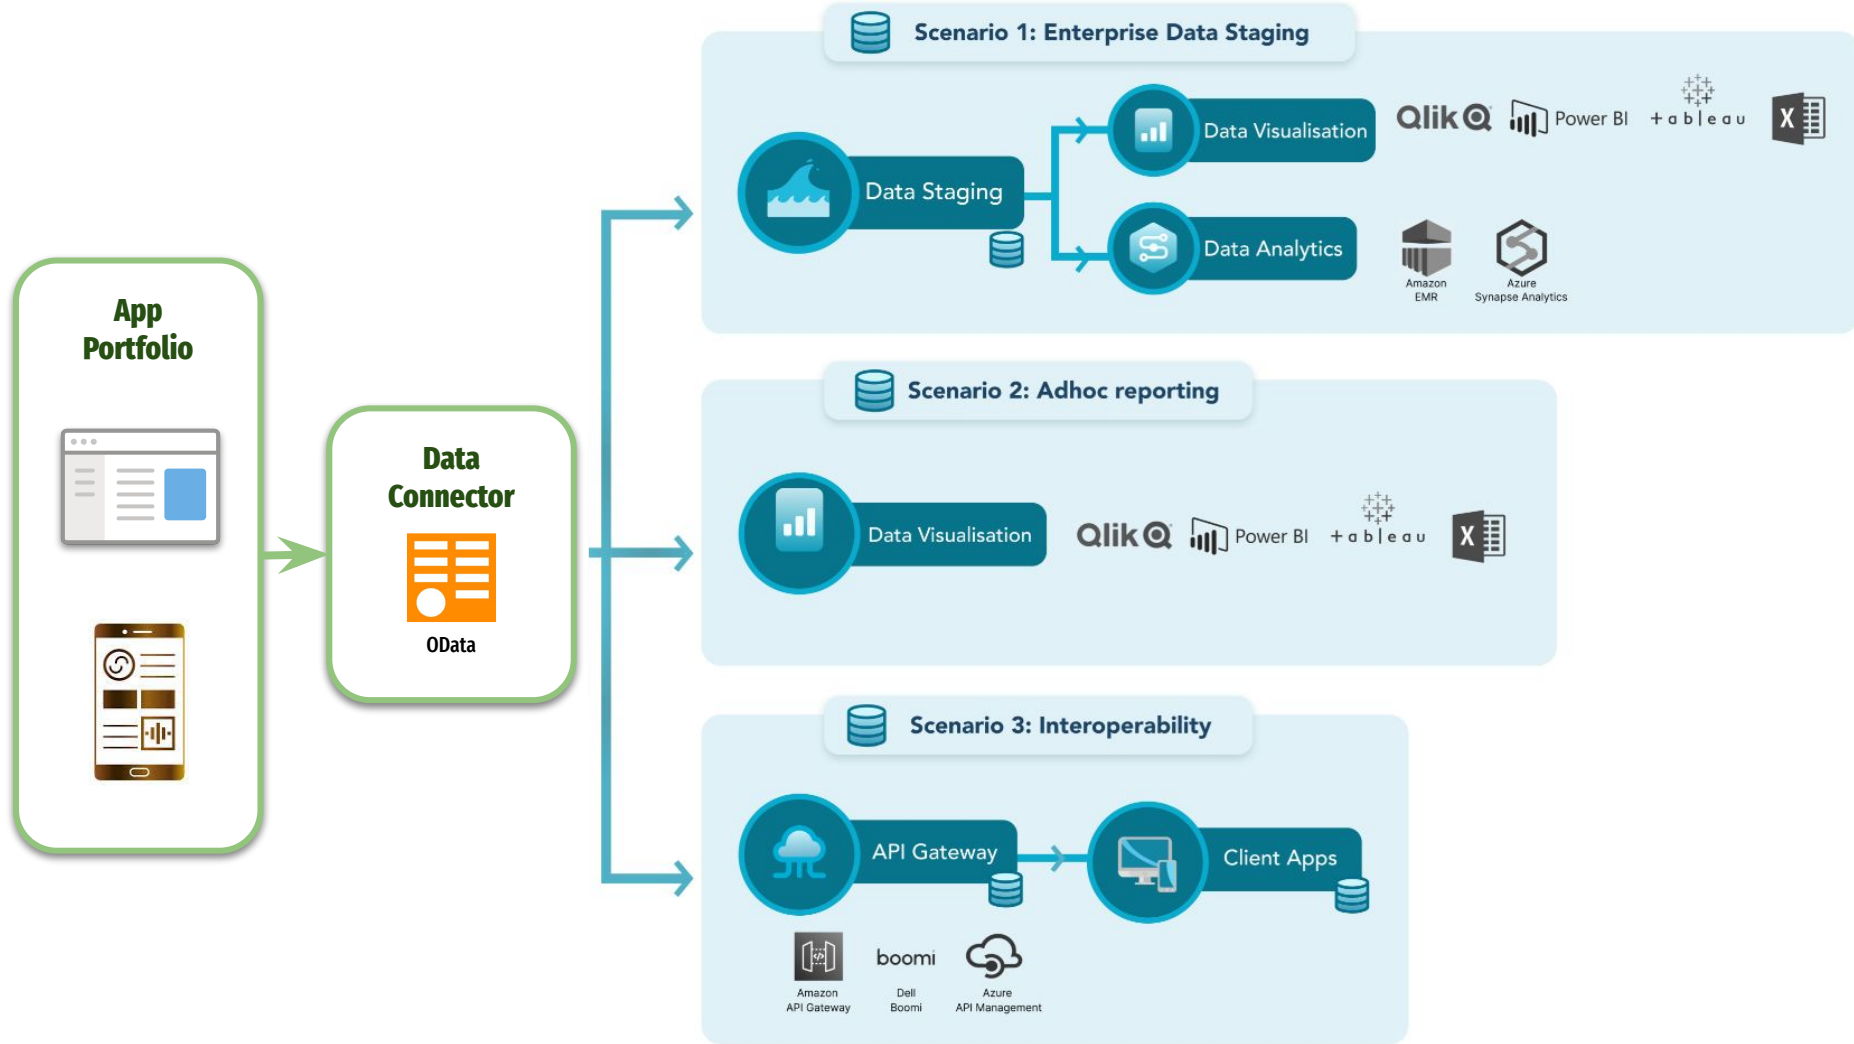 App
Portfolio
Data
Connector
OData
Scenario 1: Enterprise Data Staging
Data Staging
Data Visualisation
Qlik
Power BI
+ableau
X
Data Analytics
Amazon
EMR
Azure
Synapse Analytics
Scenario 2: Adhoc reporting
Data Visualisation
Qlik
Power BI
+ableau
X
Scenario 3: Interoperability
API Gateway
Client Apps
</>
Amazon
API Gateway
boomi
Dell
Boomi
Azure
API Management